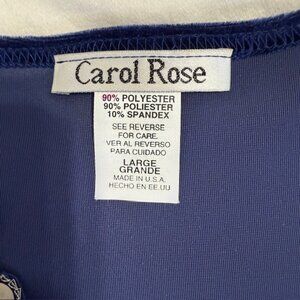 Carol Rose
90% POLYESTER
90% POLIESTER
10% SPANDEX
SEE REVERSE
FOR CARE.
VER AL REVERSO
PARA CUIDADO
LARGE
GRANDE
MADE IN U.S.A.
HECHO EN EE.UU